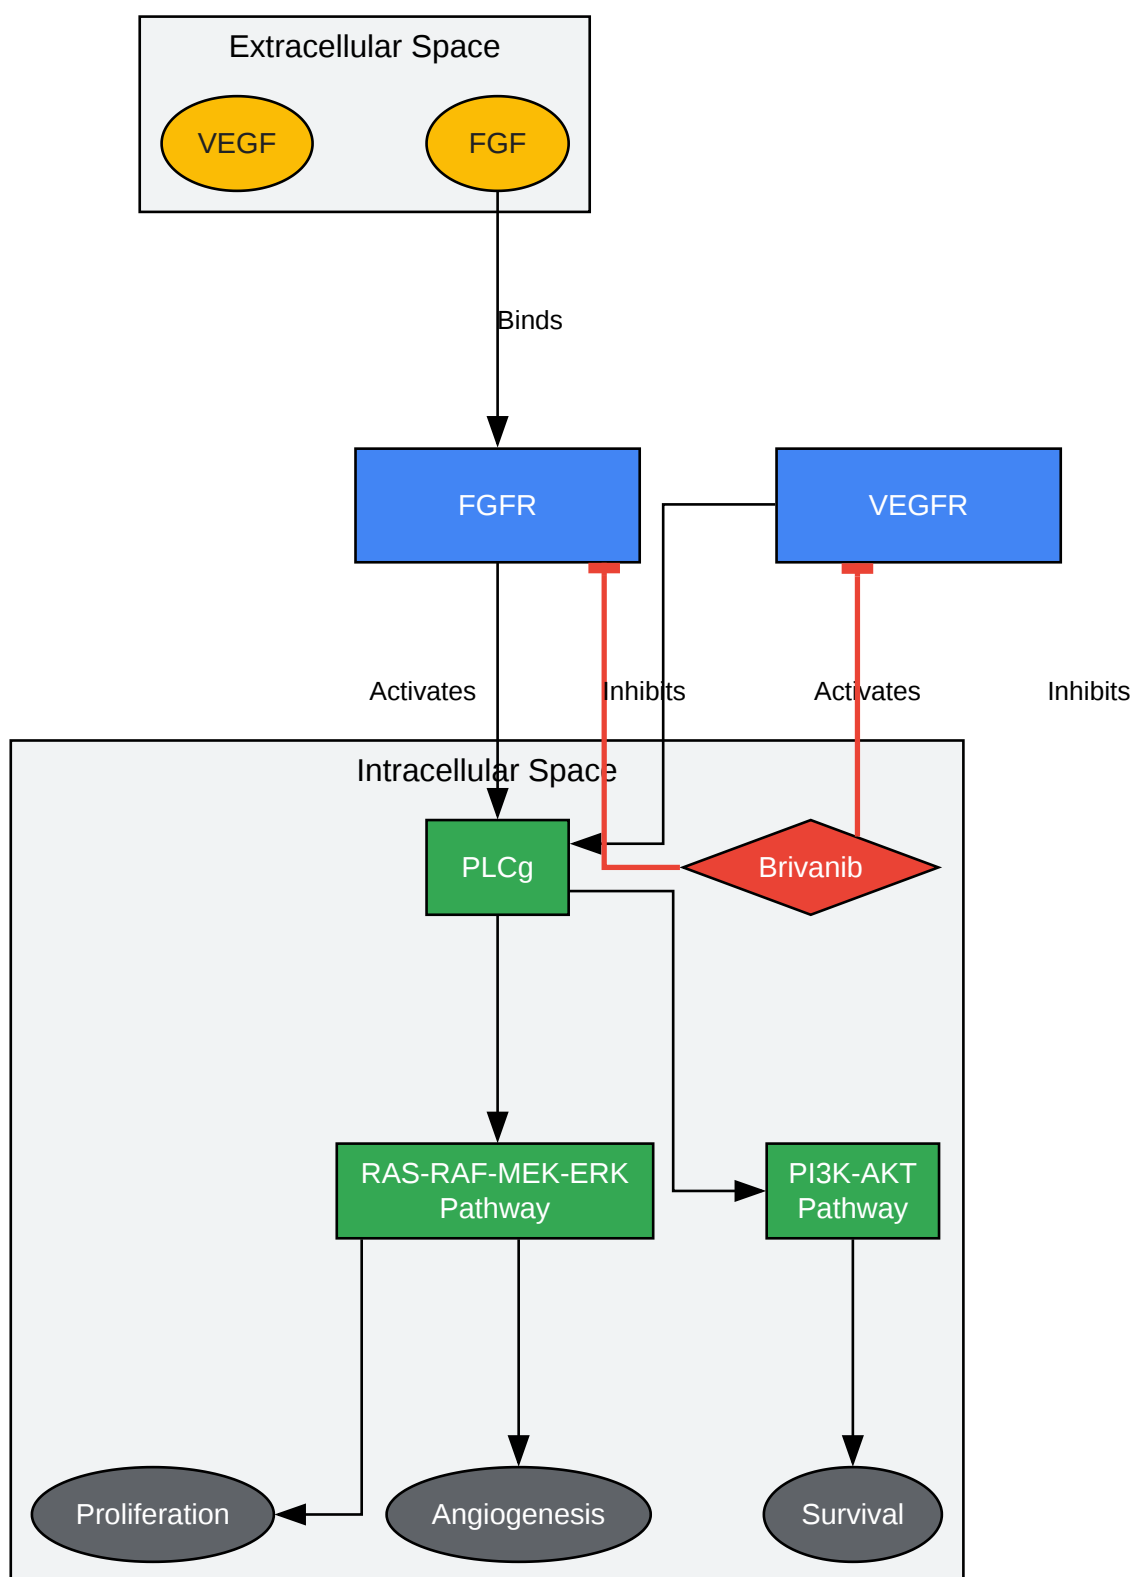 Extracellular Space
VEGF
FGF
Binds
FGFR
VEGFR
Activates
Inhibits
Activates
Inhibits
Intracellular Space
PLCg
Brivanib
RAS-RAF-MEK-ERK
Pathway
PI3K-AKT
Pathway
Proliferation
Angiogenesis
Survival